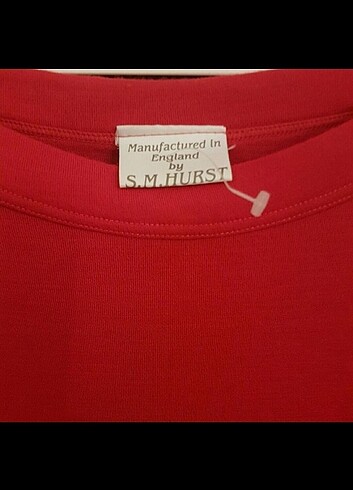 Manufactured In
England
by
S.M.HURST